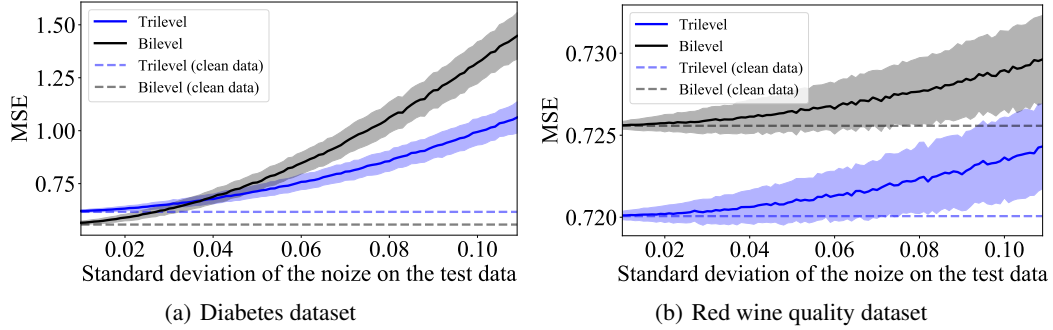 1.50
1.25
1.00
0.75
MSE
Trilevel
Bilevel
Trilevel (clean data)
Bilevel (clean data)
0.02 0.04 0.06 0.08 0.10
Standard deviation of the noize on the test data
(a) Diabetes dataset
0.73
0.725
0.720
MSE
Trilevel
Bilevel
Trilevel (clean data)
Bilevel (clean data)
0.02 0.04 0.06 0.08 0.10
Standard deviation of the noize on the test data
(b) Red wine quality dataset